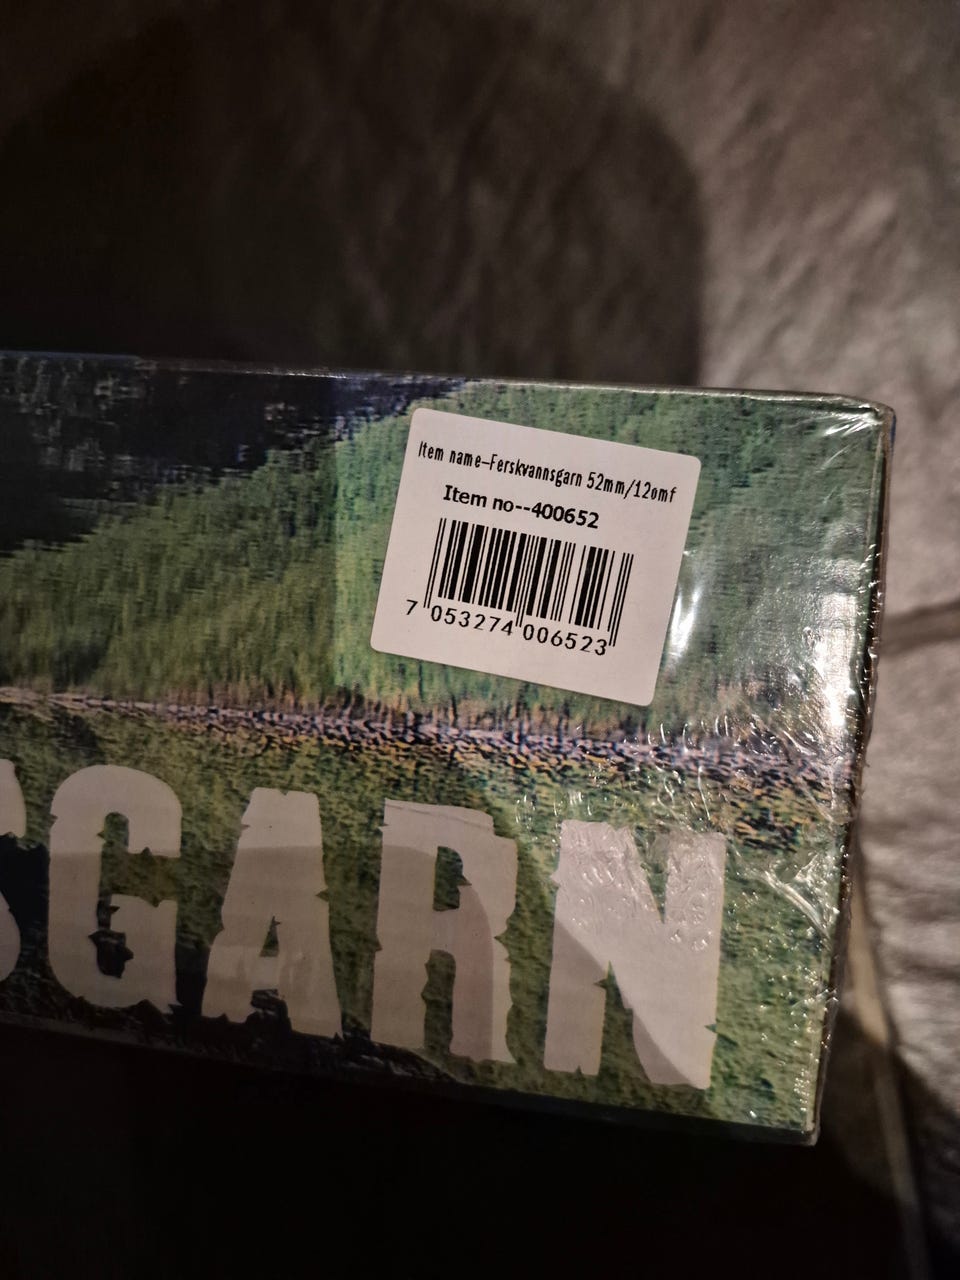 Item name-Ferskvannsgarn 52mm/12omf
Item no--400652
7 053274 006523
SGARN